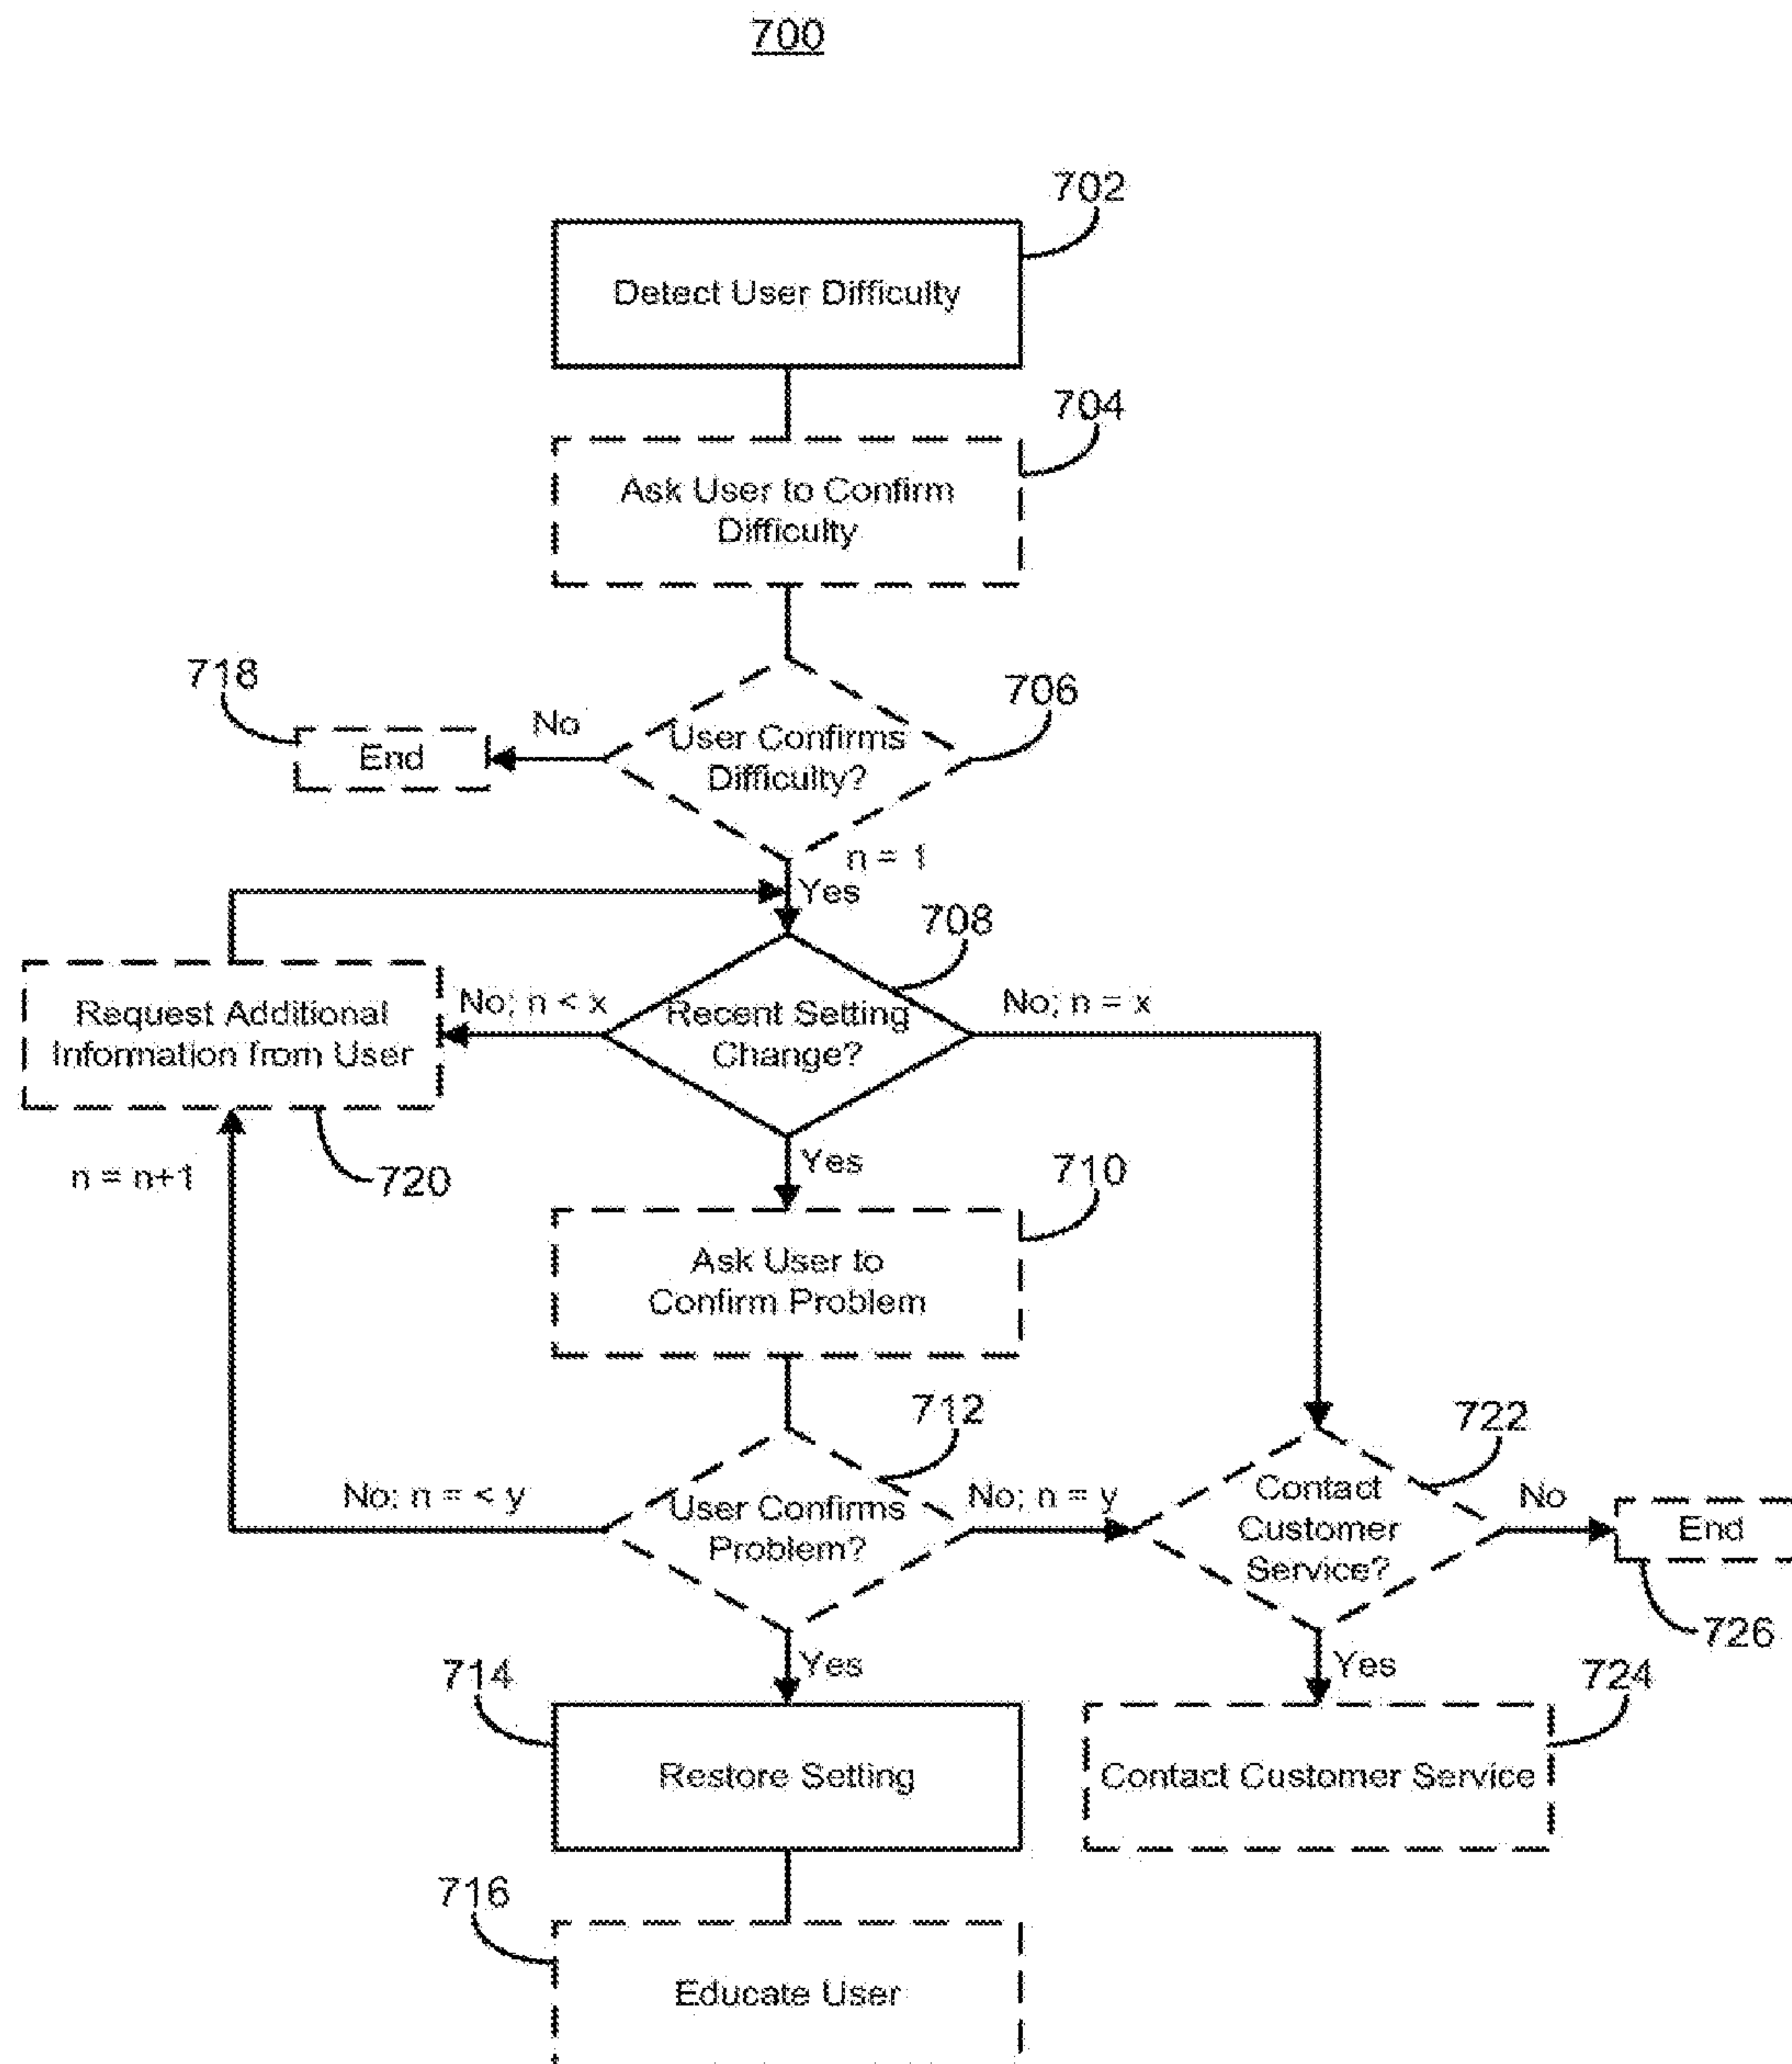 700
702
Detect User Difficulty
704
Ask User to Confirm
Difficulty
718
706
No
End
User Confirms
Difficulty?
n = 1
Yes
708
Request Additional
Information from User
No; n < x
Recent Setting
Change?
No; n = x
n = n+1
720
Yes
710
Ask User to
Confirm Problem
712
722
No; n = < y
User Confirms
Problem?
No; n = y
Contact
Customer
Service?
No
End
726
714
Yes
Yes
724
Restore Setting
Contact Customer Service
716
Educate User